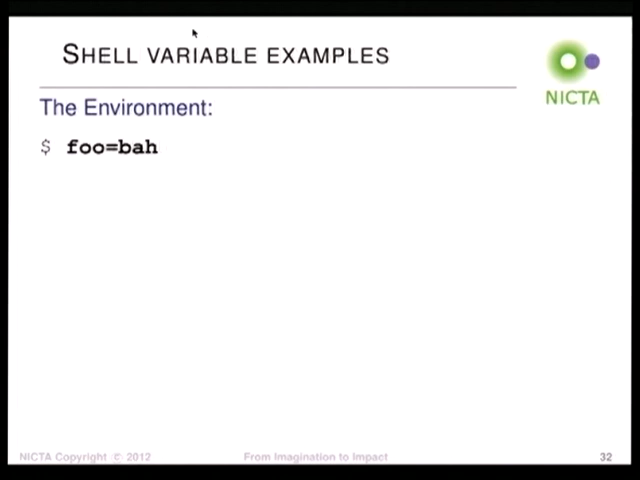 SHELL VARIABLE EXAMPLES
NICTA
The Environment:
$ foo=bah
NICTA Copyright © 2012 From Imagination to Impact 32